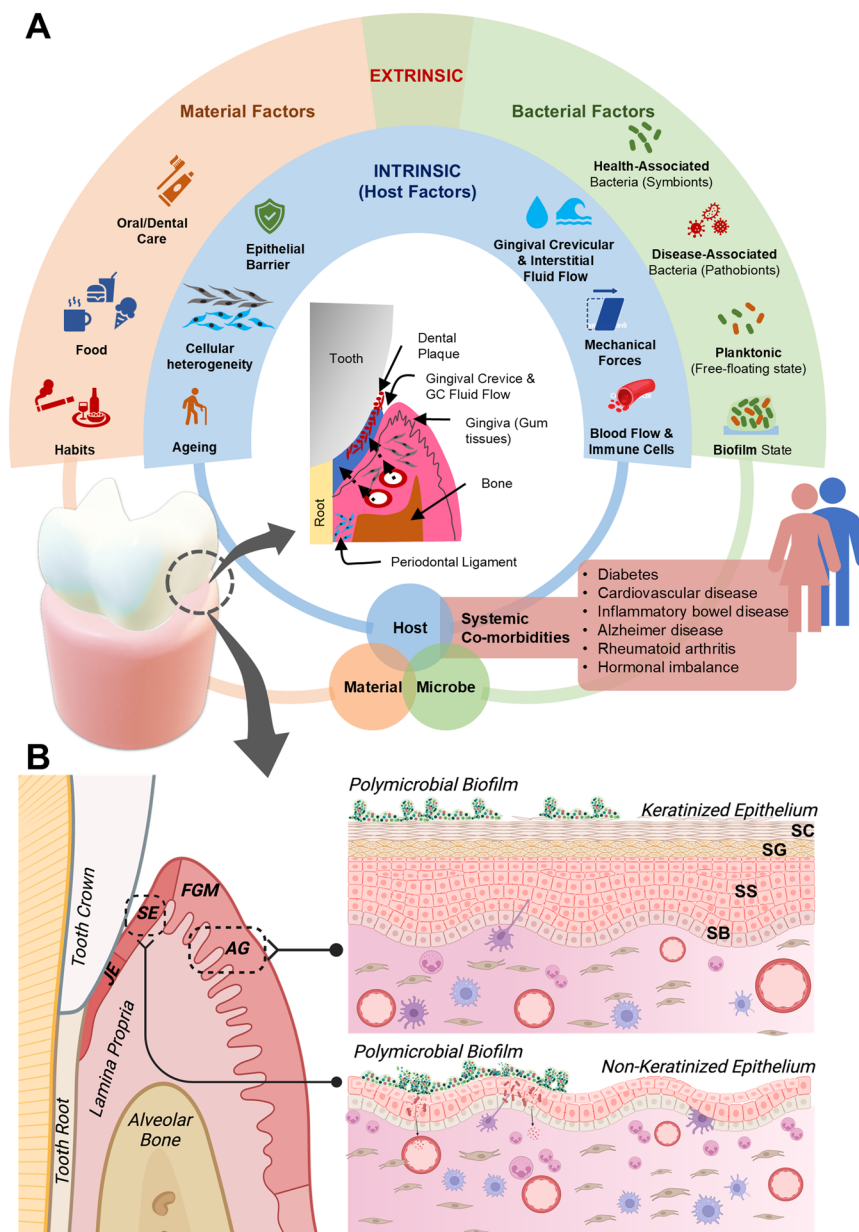 A
EXTRINSIC
Material Factors
Bacterial Factors
INTRINSIC
(Host Factors)
Oral/Dental
Care
Food
Habits
Epithelial
Barrier
Cellular
heterogeneity
Ageing
Gingival Crevicular
& Interstitial
Fluid Flow
Mechanical
Forces
Blood Flow &
Immune Cells
Health-Associated
Bacteria (Symbionts)
Disease-Associated
Bacteria (Pathobionts)
Planktonic
(Free-floating state)
Biofilm State
Tooth
Root
Dental
Plaque
Gingival Crevice &
GC Fluid Flow
Gingiva (Gum
tissues)
Bone
Periodontal Ligament
Host
Material
Microbe
Systemic
Co-morbidities
• Diabetes
• Cardiovascular disease
• Inflammatory bowel disease
• Alzheimer disease
• Rheumatoid arthritis
• Hormonal imbalance
B
Tooth Crown
Tooth Root
JE
SE
FGM
AG
Lamina Propria
Alveolar
Bone
Polymicrobial Biofilm
Keratinized Epithelium
SC
SG
SS
SB
Polymicrobial Biofilm
Non-Keratinized Epithelium